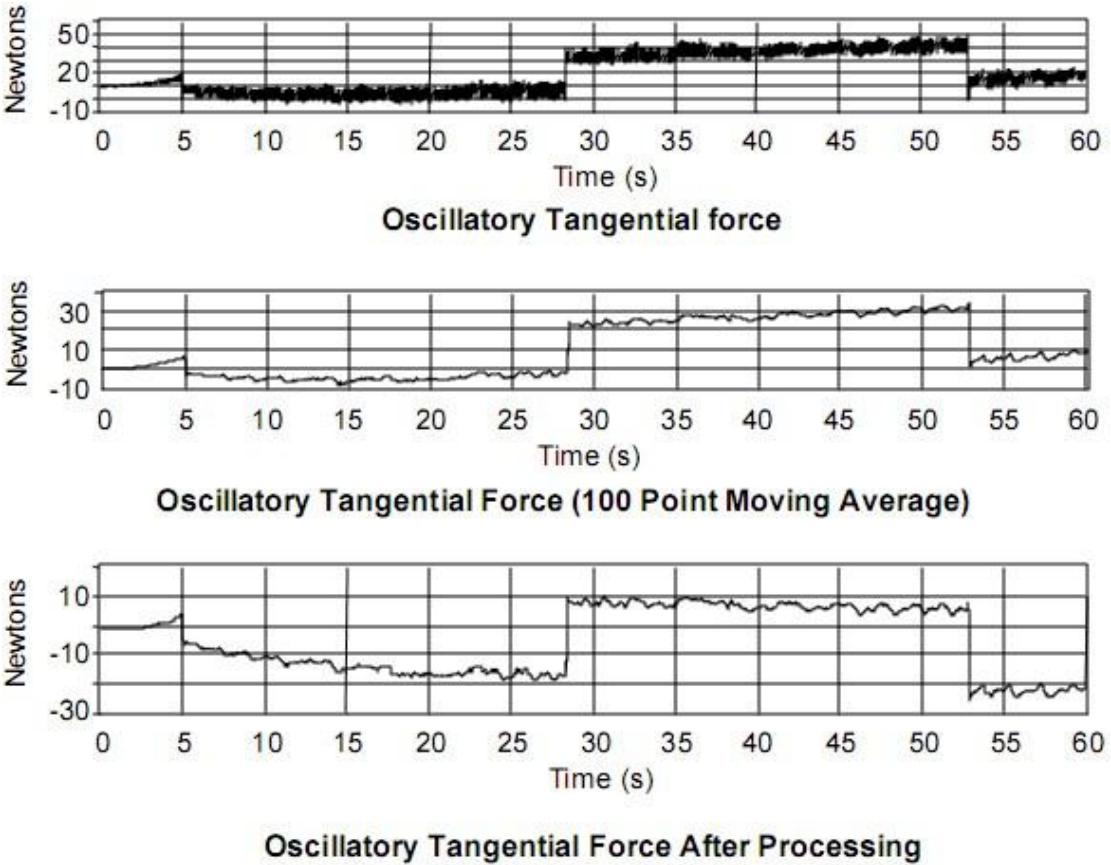 Newtons
50
20
-10
0 5 10 15 20 25 30 35 40 45 50 55 60
Time (s)
Oscillatory Tangential force
Newtons
30
10
-10
0 5 10 15 20 25 30 35 40 45 50 55 60
Time (s)
Oscillatory Tangential Force (100 Point Moving Average)
Newtons
10
-10
-30
0 5 10 15 20 25 30 35 40 45 50 55 60
Time (s)
Oscillatory Tangential Force After Processing